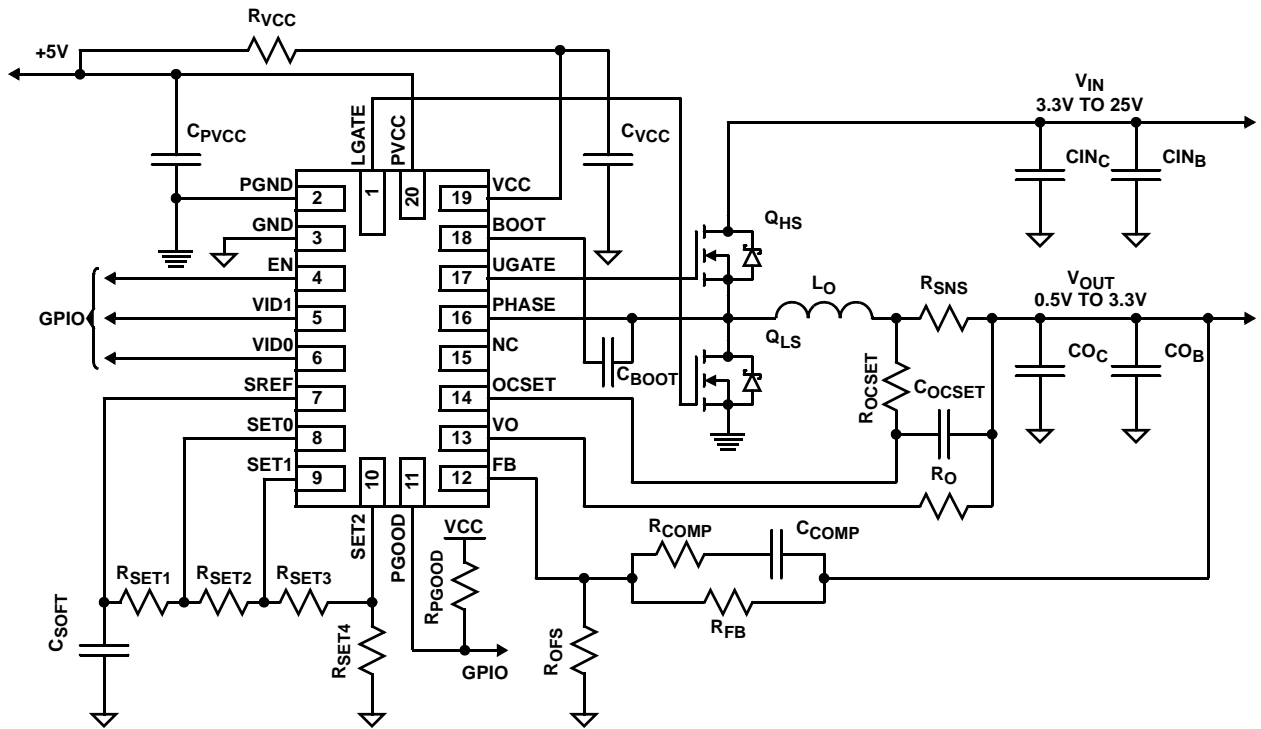 RVCC
+5V
VIN
3.3V TO 25V
CPVCC
LGATE
PVCC
CVCC
CINC
CINB
1
20
PGND
2
19
VCC
QHS
GND
3
18
BOOT
EN
4
17
UGATE
LO
RSNS
VOUT
0.5V TO 3.3V
GPIO
VID1
5
16
PHASE
QLS
VID0
6
15
NC
CBOOT
ROCSET
COCSET
COC
COB
SREF
7
14
OCSET
SET0
8
13
VO
RO
SET1
9
10
11
12
FB
SET2
PGOOD
VCC
RCOMP
CCOMP
RSET1
RSET2
RSET3
RPGOOD
RFB
CSOFT
RSET4
GPIO
ROFS